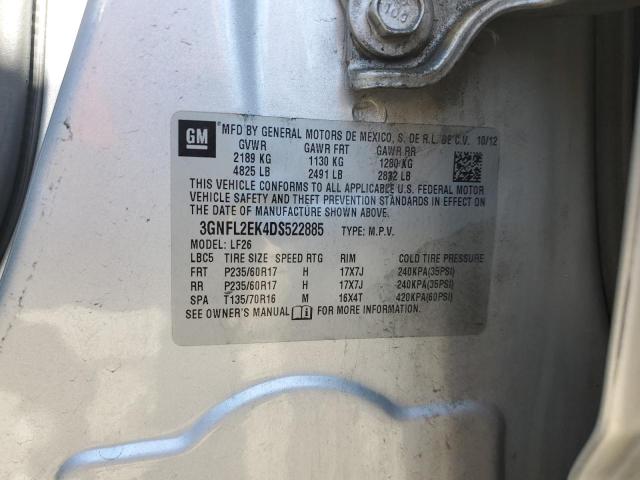 100
GM
® MFD BY GENERAL MOTORS DE MEXICO, S. DE R.L. DE C.V. 10/12
GVWR GAWR FRT GAWR RR
2189 KG 1130 KG 1280 KG
4825 LB 2491 LB 2822 LB
THIS VEHICLE CONFORMS TO ALL APPLICABLE U.S. FEDERAL MOTOR
VEHICLE SAFETY AND THEFT PREVENTION STANDARDS IN EFFECT ON
THE DATE OF MANUFACTURE SHOWN ABOVE.
3GNFL2EK4DS522885 TYPE: M.P.V.
MODEL: LF26
LBC5 TIRE SIZE SPEED RTG RIM COLD TIRE PRESSURE
FRT P235/60R17 H 17X7J 240KPA(35PSI)
RR P235/60R17 H 17X7J 240KPA(35PSI)
SPA T135/70R16 M 16X4T 420KPA(60PSI)
SEE OWNER'S MANUAL FOR MORE INFORMATION.